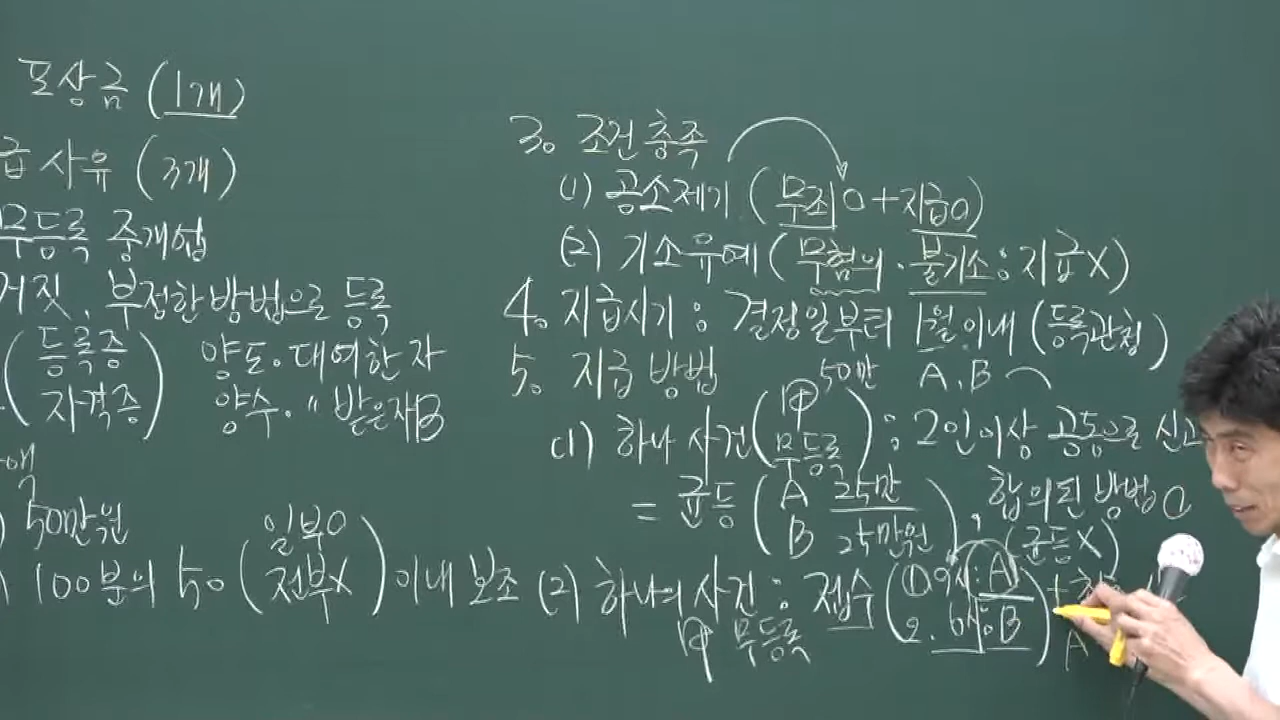 포상금 (1개)
급 사유 (3개)
무등록 중개업
거짓, 부정한 방법으로 등록
(등록증 자격증) 양도·대여한 자
양수·〃 받은 자B
50만원
100분의 50 (일부O 전부X) 이내 보조
3. 조건충족
(1) 공소제기 (무죄O+지급O)
(2) 기소유예 (무혐의·불기소: 지급X)
4. 지급시기 : 결정일부터 1월 이내 (등록관청)
5. 지급 방법
50만 A.B
(1) 하나 사건 (甲 무등록) : 2인이상 공동으로 신고
= 균등 (A 25만 B 25만원), 합의된 방법
(균등X)
(2) 하나의 사건 : 접수 (① 9시:A 2. :B) +
甲 무등록
A